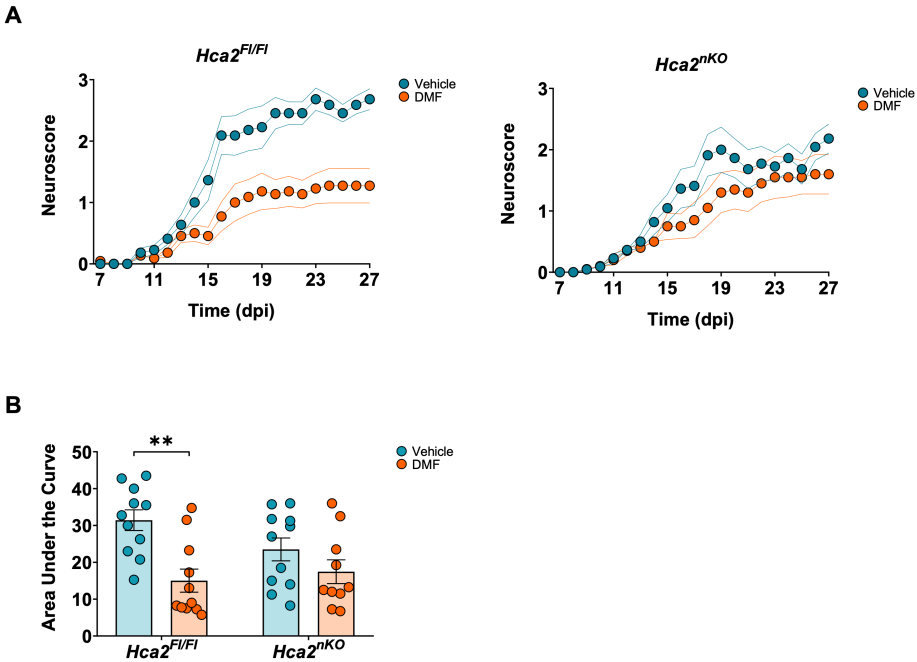 A
Hca2Fl/Fl
Hca2nKO
Neuroscore
3
2
1
0
7
11
15
19
23
27
Time (dpi)
Vehicle
DMF
Neuroscore
3
2
1
0
7
11
15
19
23
27
Time (dpi)
Vehicle
DMF
B
Area Under the Curve
50
40
30
20
10
0
**
Hca2Fl/Fl
Hca2nKO
Vehicle
DMF